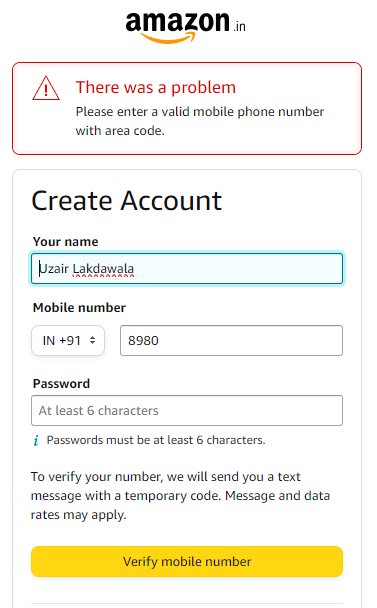 amazon.in
There was a problem
Please enter a valid mobile phone number
with area code.
Create Account
Your name
Uzair Lakdawala
Mobile number
IN +91
8980
Password
At least 6 characters
i Passwords must be at least 6 characters.
To verify your number, we will send you a text
message with a temporary code. Message and data
rates may apply.
Verify mobile number